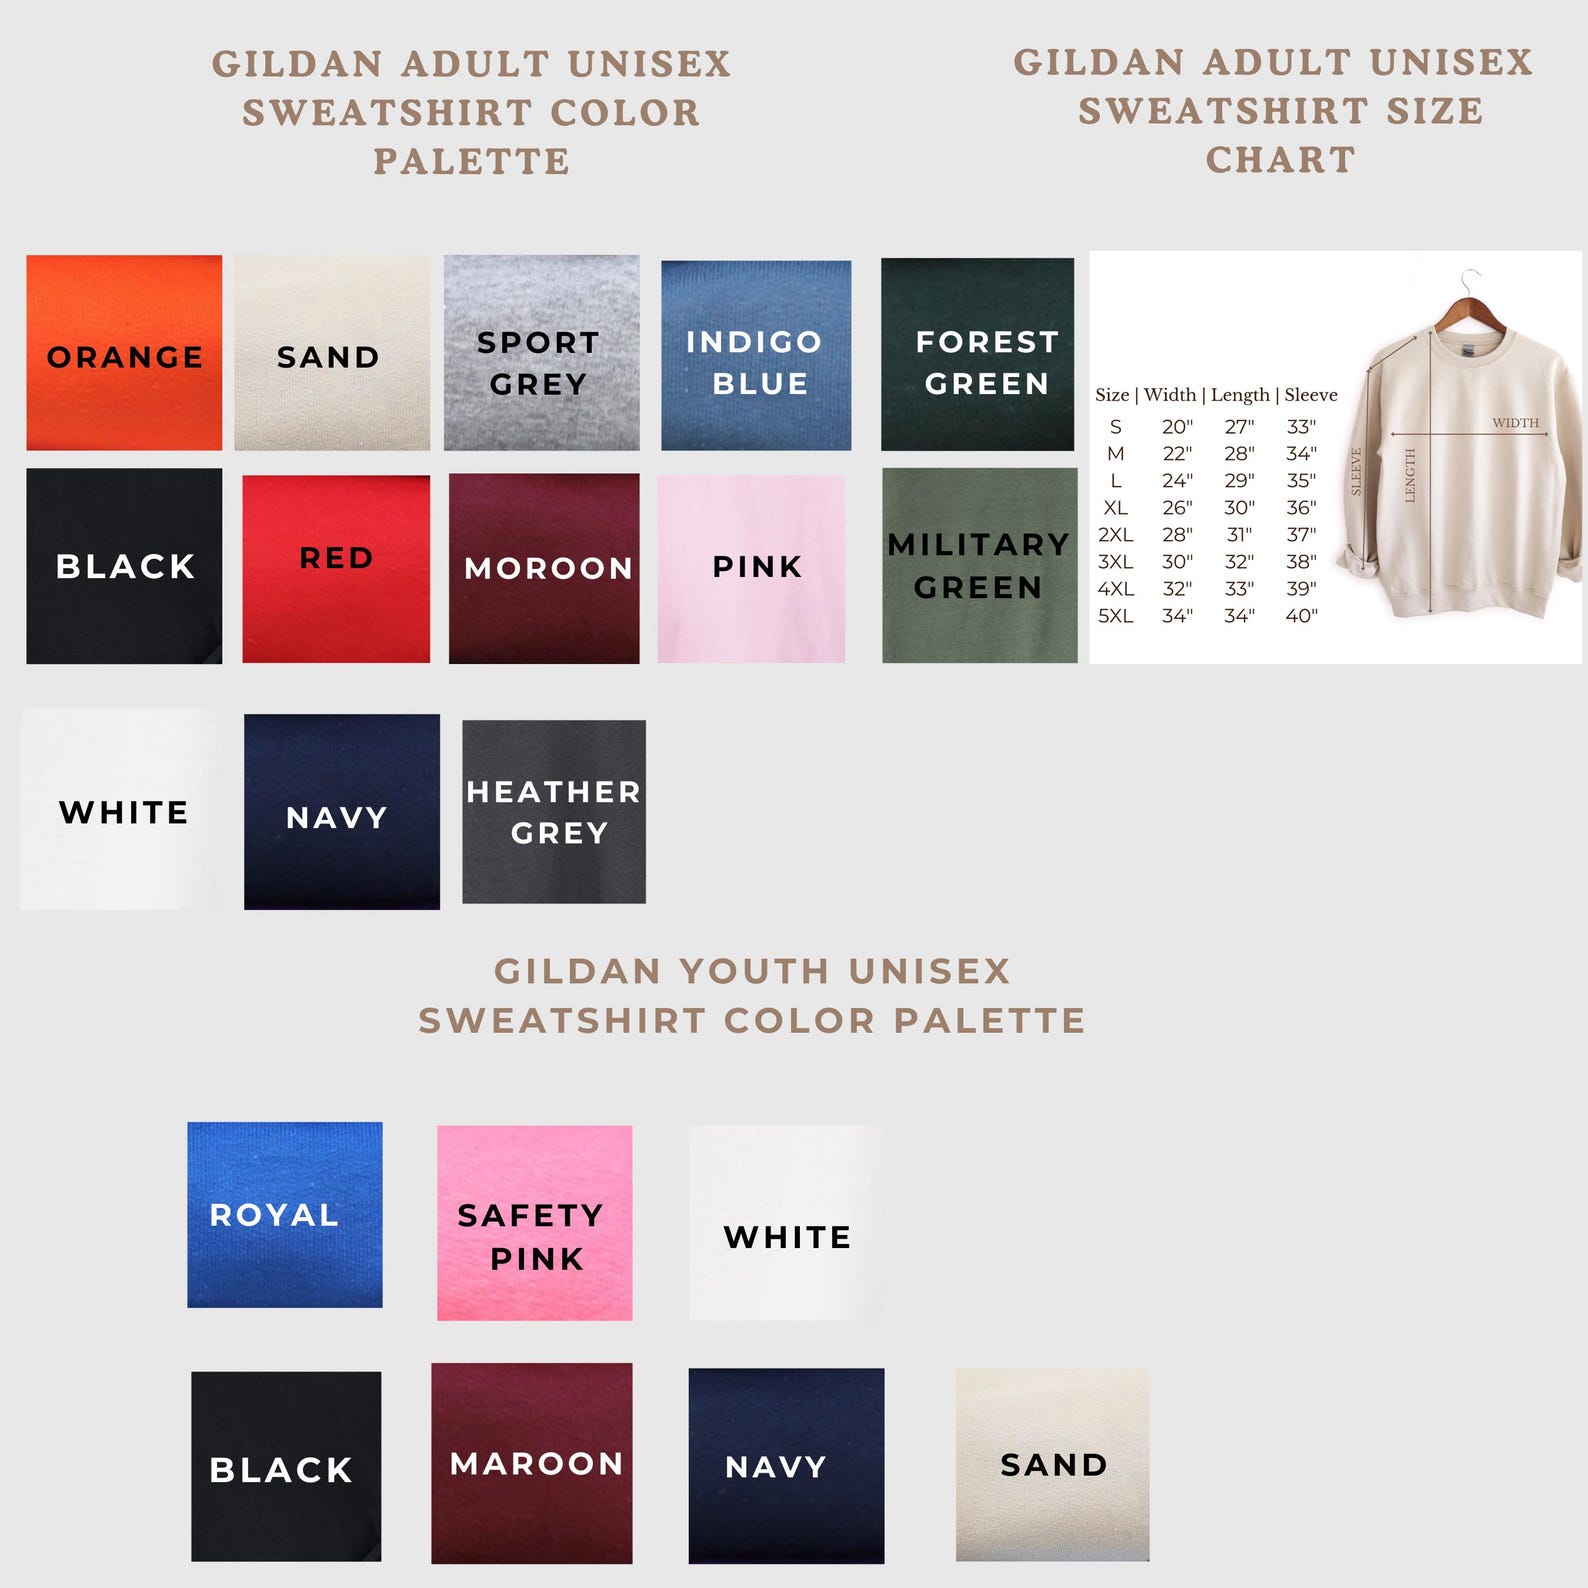 GILDAN ADULT UNISEX
SWEATSHIRT COLOR
PALETTE
GILDAN ADULT UNISEX
SWEATSHIRT SIZE
CHART
ORANGE
SAND
SPORT
GREY
INDIGO
BLUE
FOREST
GREEN
BLACK
RED
MOROON
PINK
MILITARY
GREEN
WHITE
NAVY
HEATHER
GREY
Size | Width | Length | Sleeve
S 20" 27" 33"
M 22" 28" 34"
L 24" 29" 35"
XL 26" 30" 36"
2XL 28" 31" 37"
3XL 30" 32" 38"
4XL 32" 33" 39"
5XL 34" 34" 40"
WIDTH
SLEEVE
LENGTH
GILDAN YOUTH UNISEX
SWEATSHIRT COLOR PALETTE
ROYAL
SAFETY
PINK
WHITE
BLACK
MAROON
NAVY
SAND